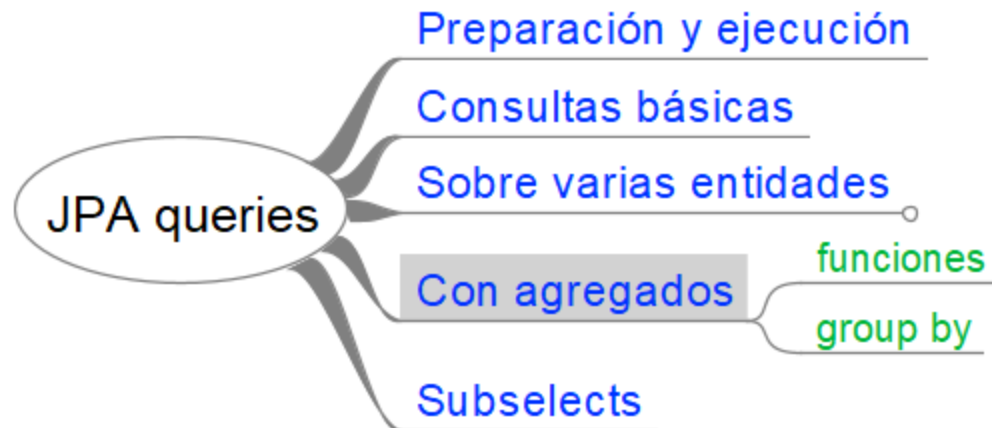 Preparación y ejecución
Consultas básicas
Sobre varias entidades
JPA queries
Con agregados
funciones
group by
Subselects